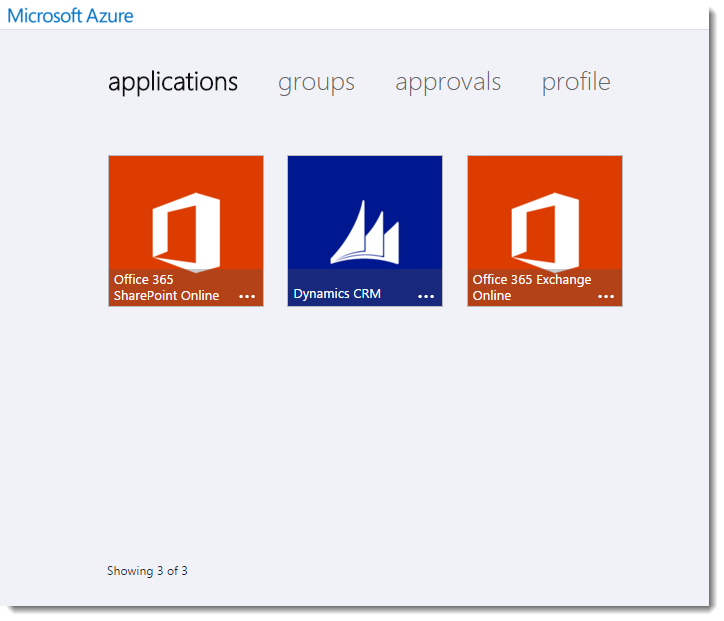 Microsoft Azure
applications groups approvals profile
Office 365
SharePoint Online ...
Dynamics CRM ...
Office 365 Exchange
Online ...
Showing 3 of 3